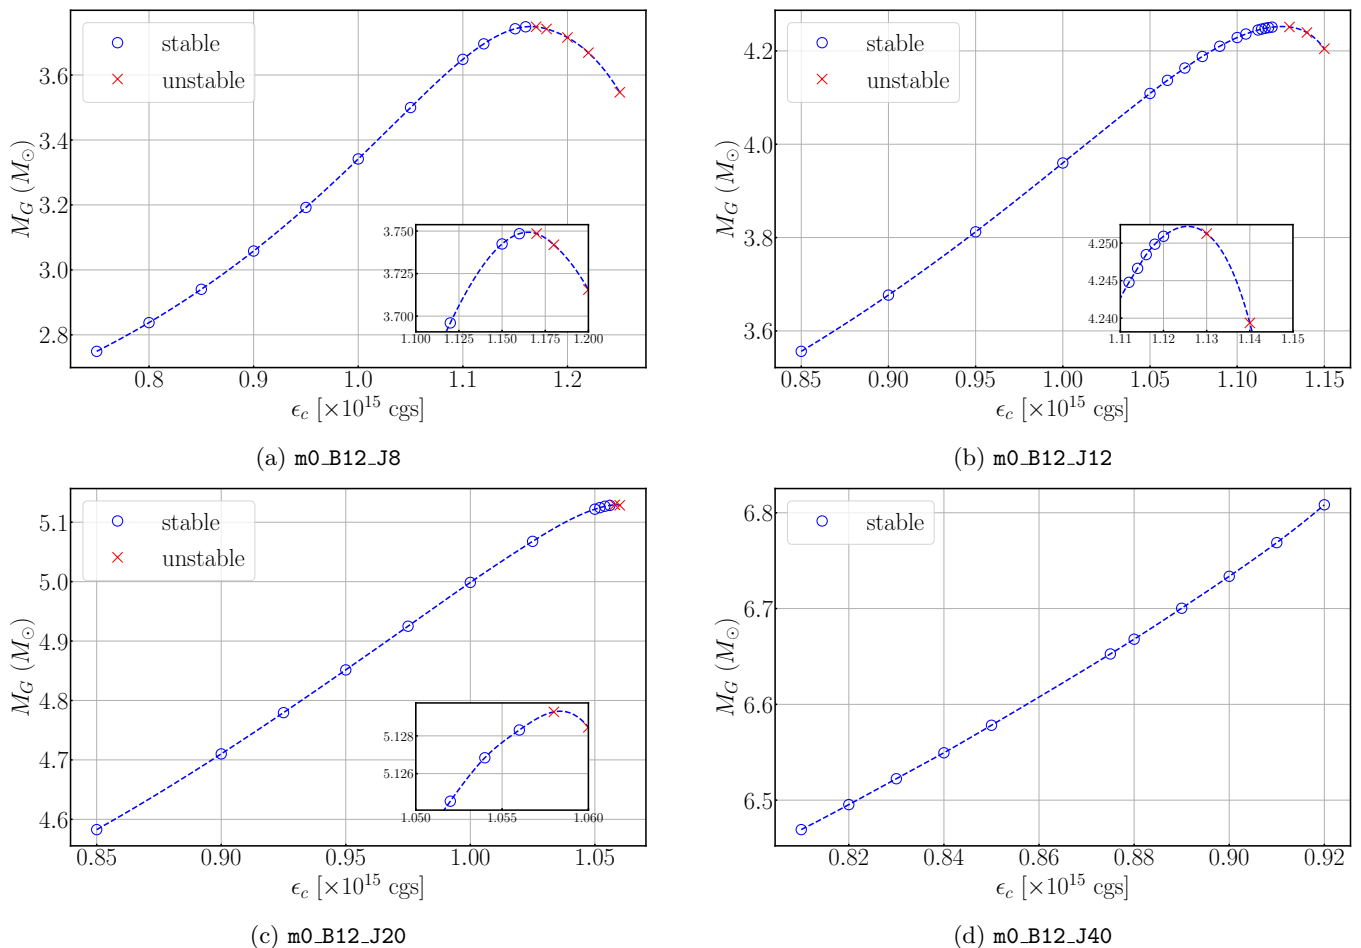 stable
unstable
3.6
3.4
3.2
3.0
2.8
M_G (M_⊙)
3.750
3.725
3.700
1.100 1.125 1.150 1.175 1.200
0.8 0.9 1.0 1.1 1.2
ϵ_c [×10^15 cgs]
(a) m0_B12_J8
stable
unstable
4.2
4.0
3.8
3.6
M_G (M_⊙)
4.250
4.245
4.240
1.11 1.12 1.13 1.14 1.15
0.85 0.90 0.95 1.00 1.05 1.10 1.15
ϵ_c [×10^15 cgs]
(b) m0_B12_J12
stable
unstable
5.1
5.0
4.9
4.8
4.7
4.6
M_G (M_⊙)
5.128
5.126
1.050 1.055 1.060
0.85 0.90 0.95 1.00 1.05
ϵ_c [×10^15 cgs]
(c) m0_B12_J20
stable
6.8
6.7
6.6
6.5
M_G (M_⊙)
0.82 0.84 0.86 0.88 0.90 0.92
ϵ_c [×10^15 cgs]
(d) m0_B12_J40